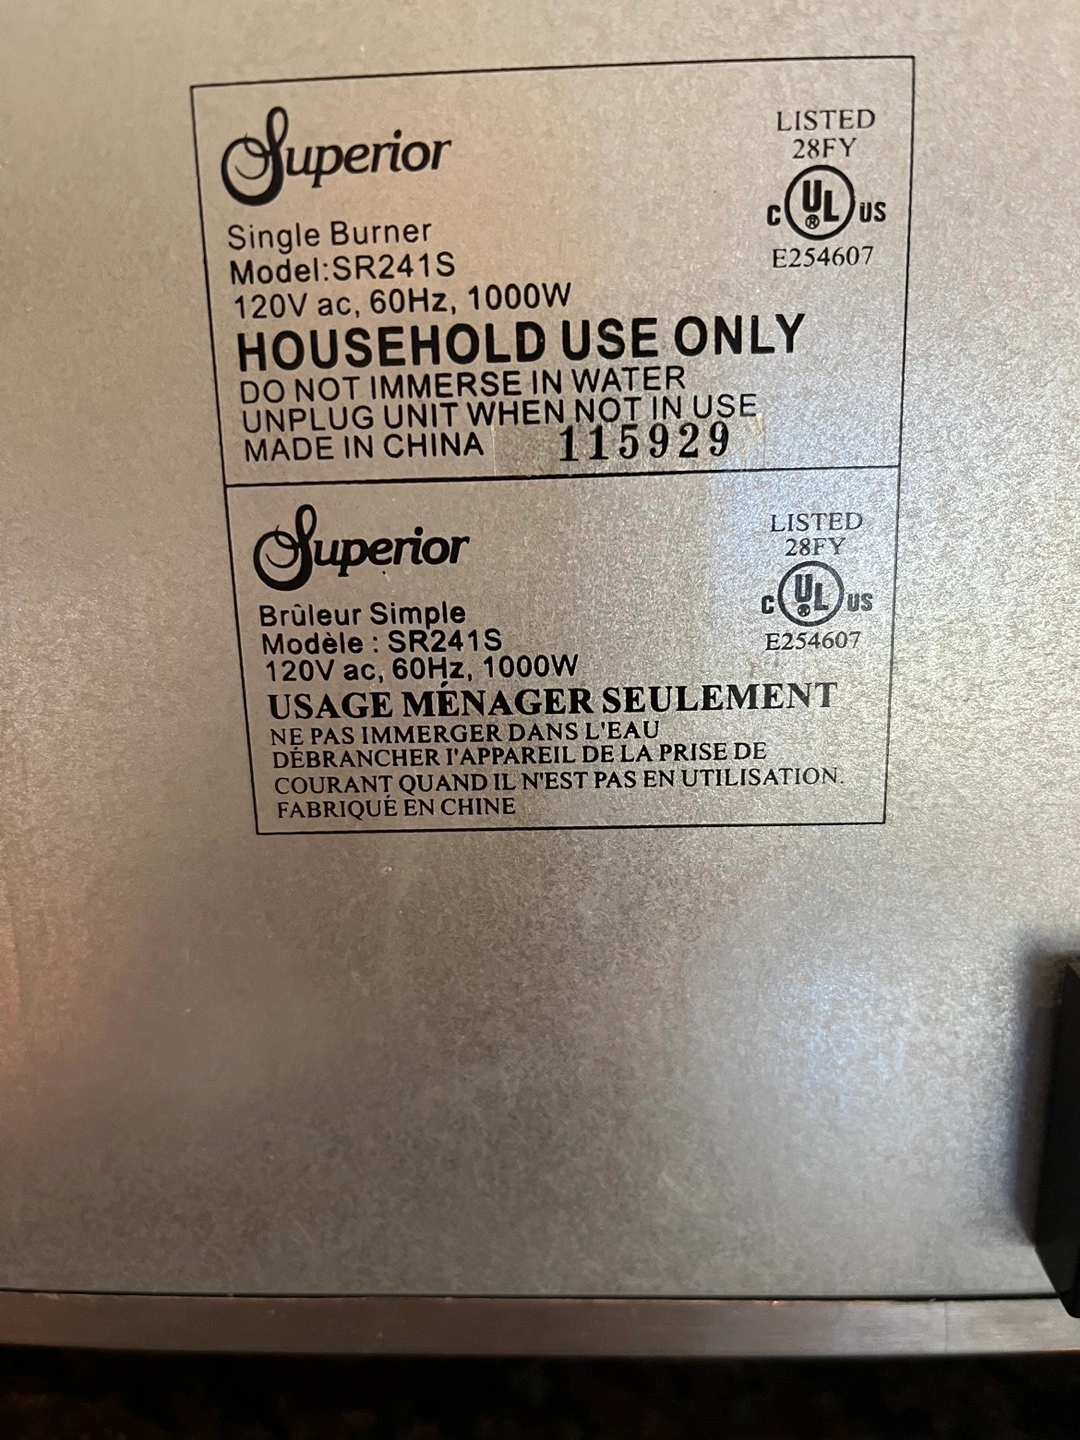 Superior
LISTED
28FY
C UL® US
E254607
Single Burner
Model:SR241S
120V ac, 60Hz, 1000W
HOUSEHOLD USE ONLY
DO NOT IMMERSE IN WATER
UNPLUG UNIT WHEN NOT IN USE
MADE IN CHINA 115929
Superior
LISTED
28FY
C UL® US
E254607
Brûleur Simple
Modèle : SR241S
120V ac, 60Hz, 1000W
USAGE MÉNAGER SEULEMENT
NE PAS IMMERGER DANS L'EAU
DÉBRANCHER I'APPAREIL DE LA PRISE DE
COURANT QUAND IL N'EST PAS EN UTILISATION.
FABRIQUÉ EN CHINE